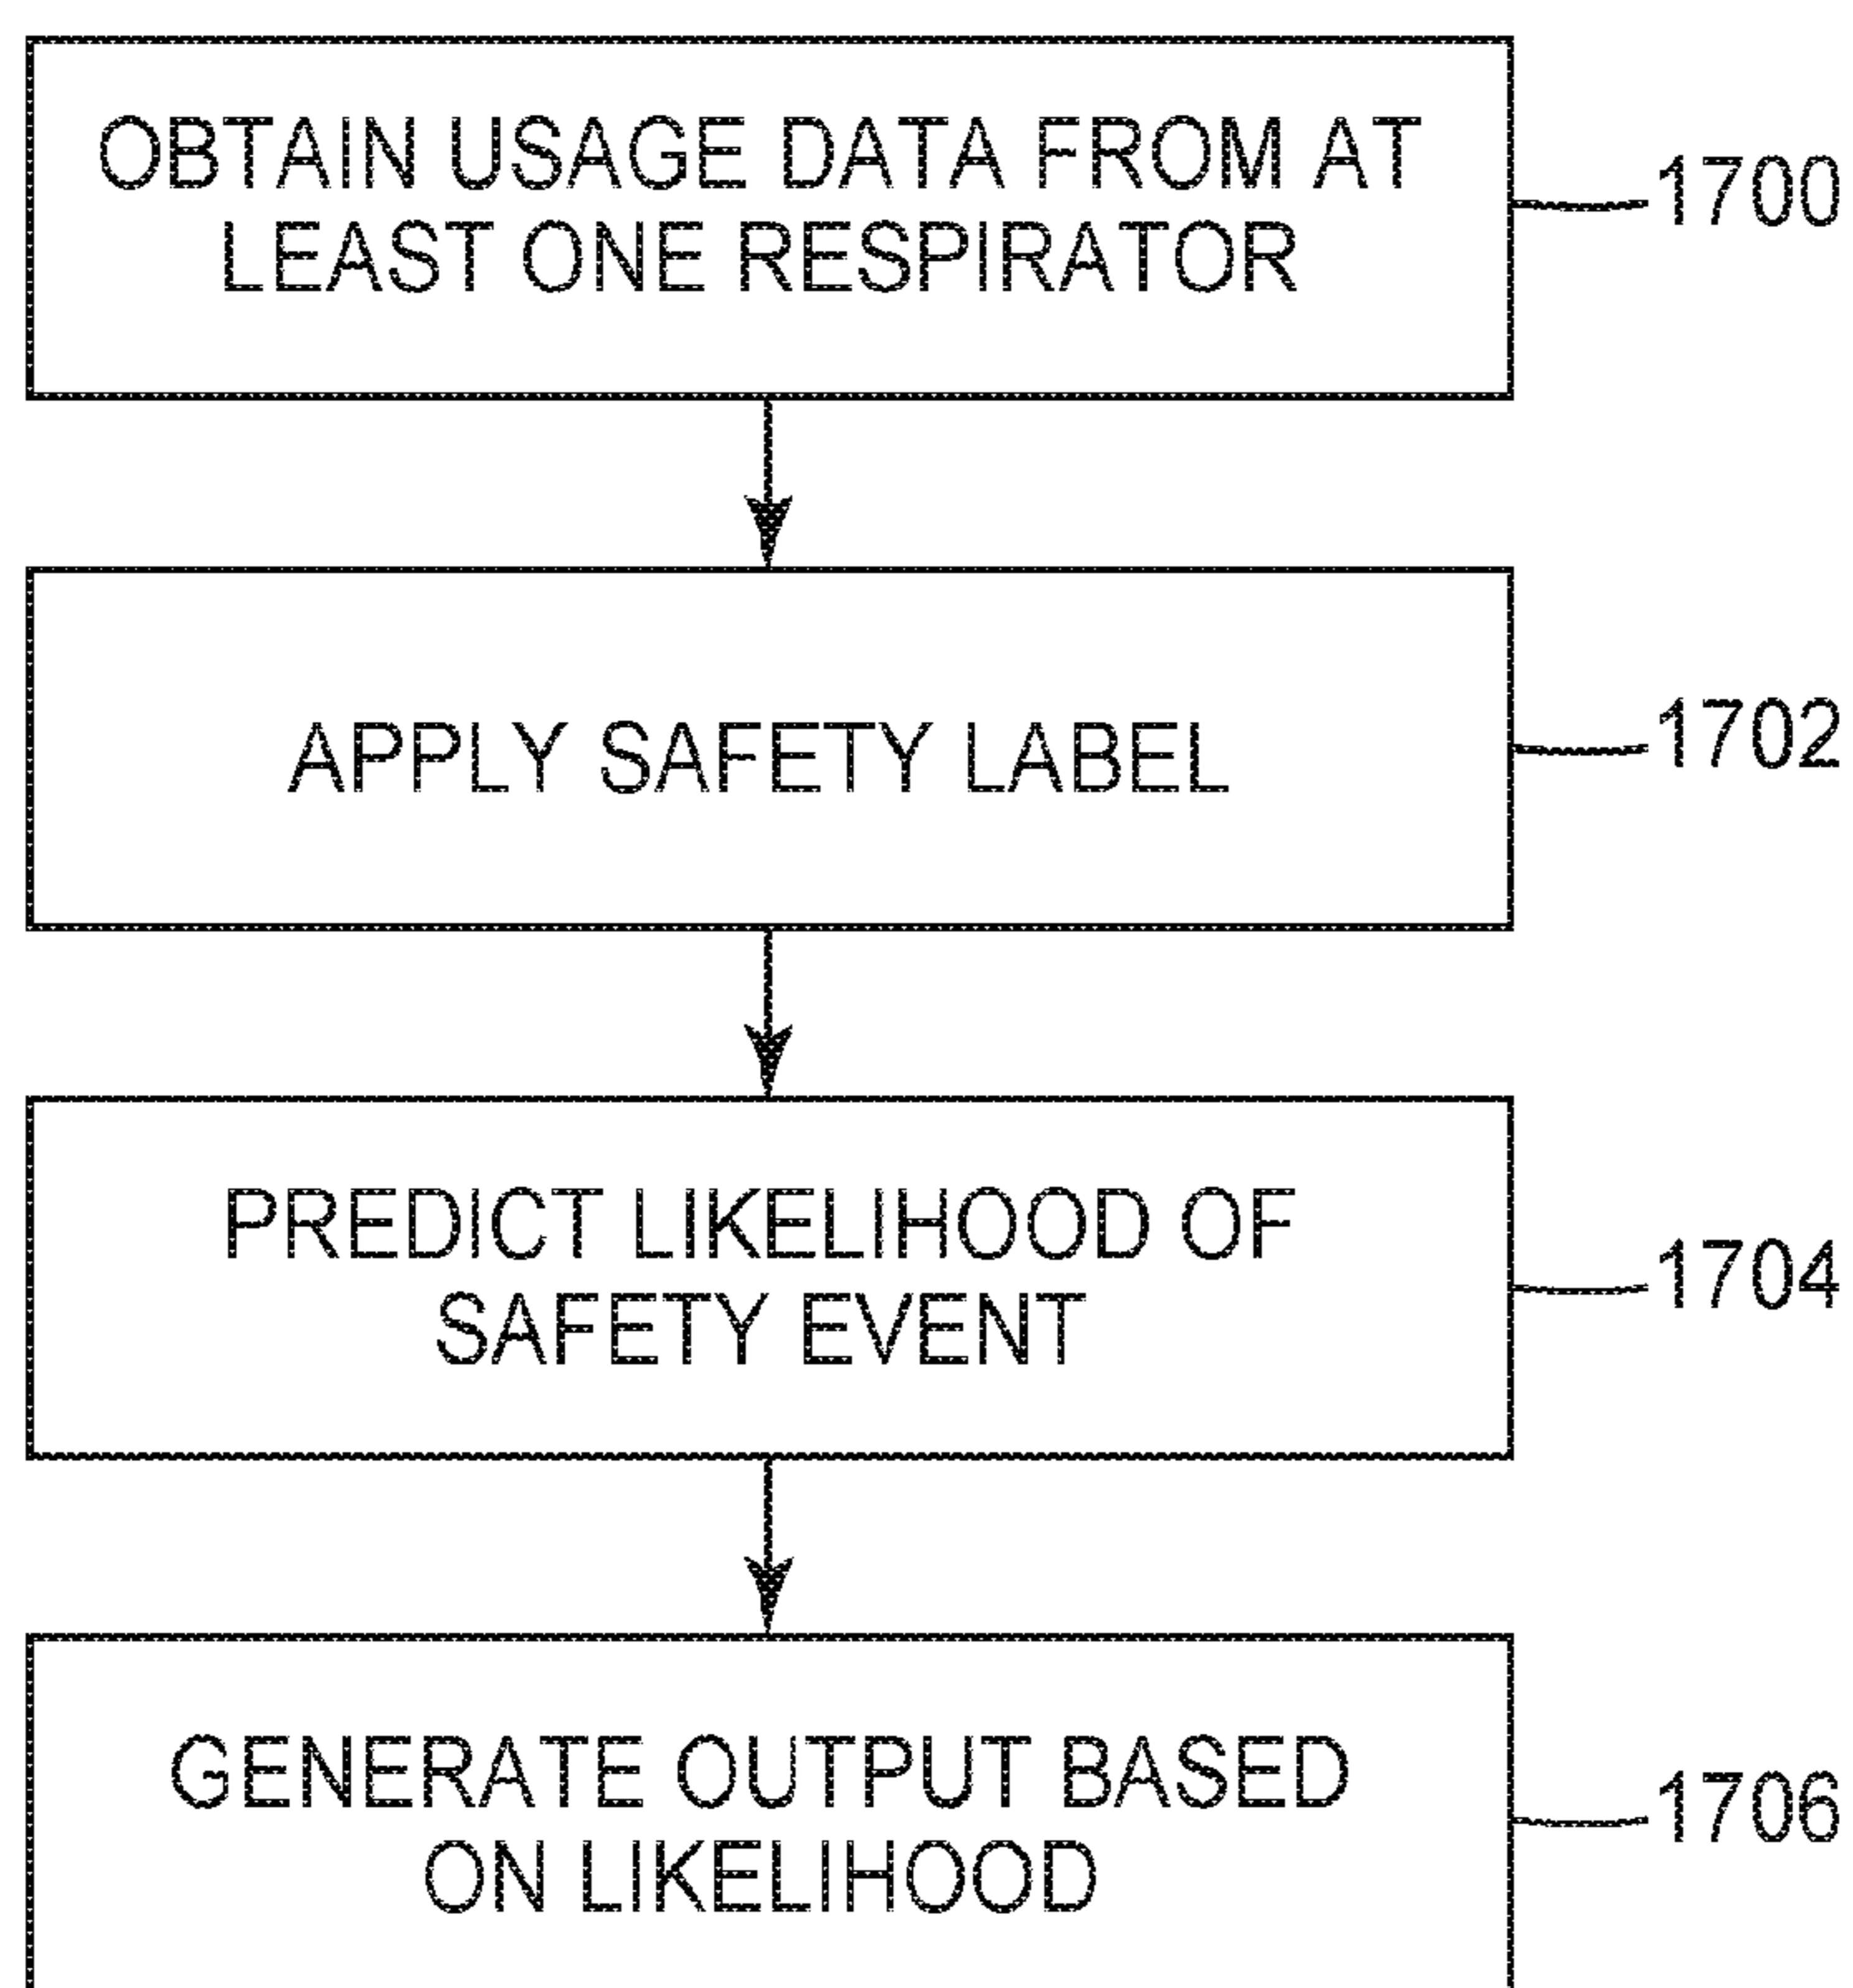 OBTAIN USAGE DATA FROM AT
LEAST ONE RESPIRATOR
1700
APPLY SAFETY LABEL
1702
PREDICT LIKELIHOOD OF
SAFETY EVENT
1704
GENERATE OUTPUT BASED
ON LIKELIHOOD
1706